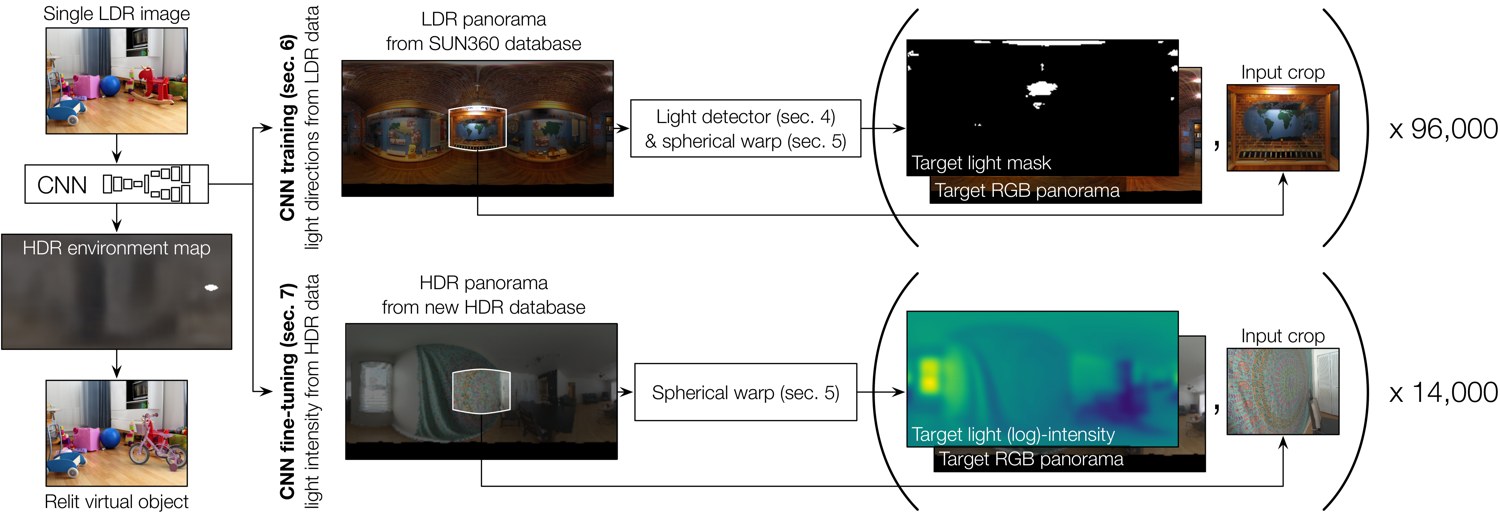 Single LDR image
CNN
HDR environment map
Relit virtual object
CNN training (sec. 6)
light directions from LDR data
LDR panorama
from SUN360 database
Light detector (sec. 4)
& spherical warp (sec. 5)
Target light mask
Target RGB panorama
,
Input crop
x 96,000
CNN fine-tuning (sec. 7)
light intensity from HDR data
HDR panorama
from new HDR database
Spherical warp (sec. 5)
Target light (log)-intensity
Target RGB panorama
,
Input crop
x 14,000